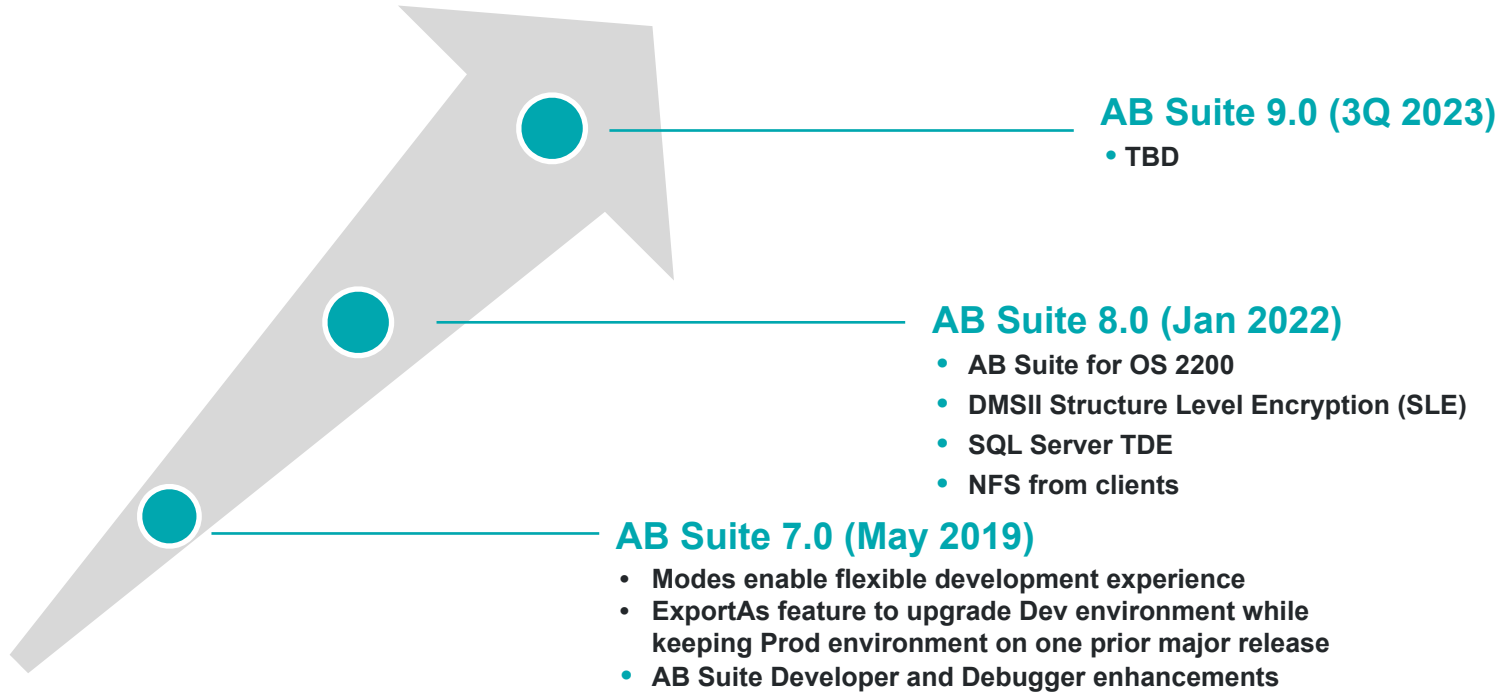 AB Suite 9.0 (3Q 2023)
• TBD
AB Suite 8.0 (Jan 2022)
• AB Suite for OS 2200
• DMSII Structure Level Encryption (SLE)
• SQL Server TDE
• NFS from clients
AB Suite 7.0 (May 2019)
• Modes enable flexible development experience
• ExportAs feature to upgrade Dev environment while
keeping Prod environment on one prior major release
• AB Suite Developer and Debugger enhancements